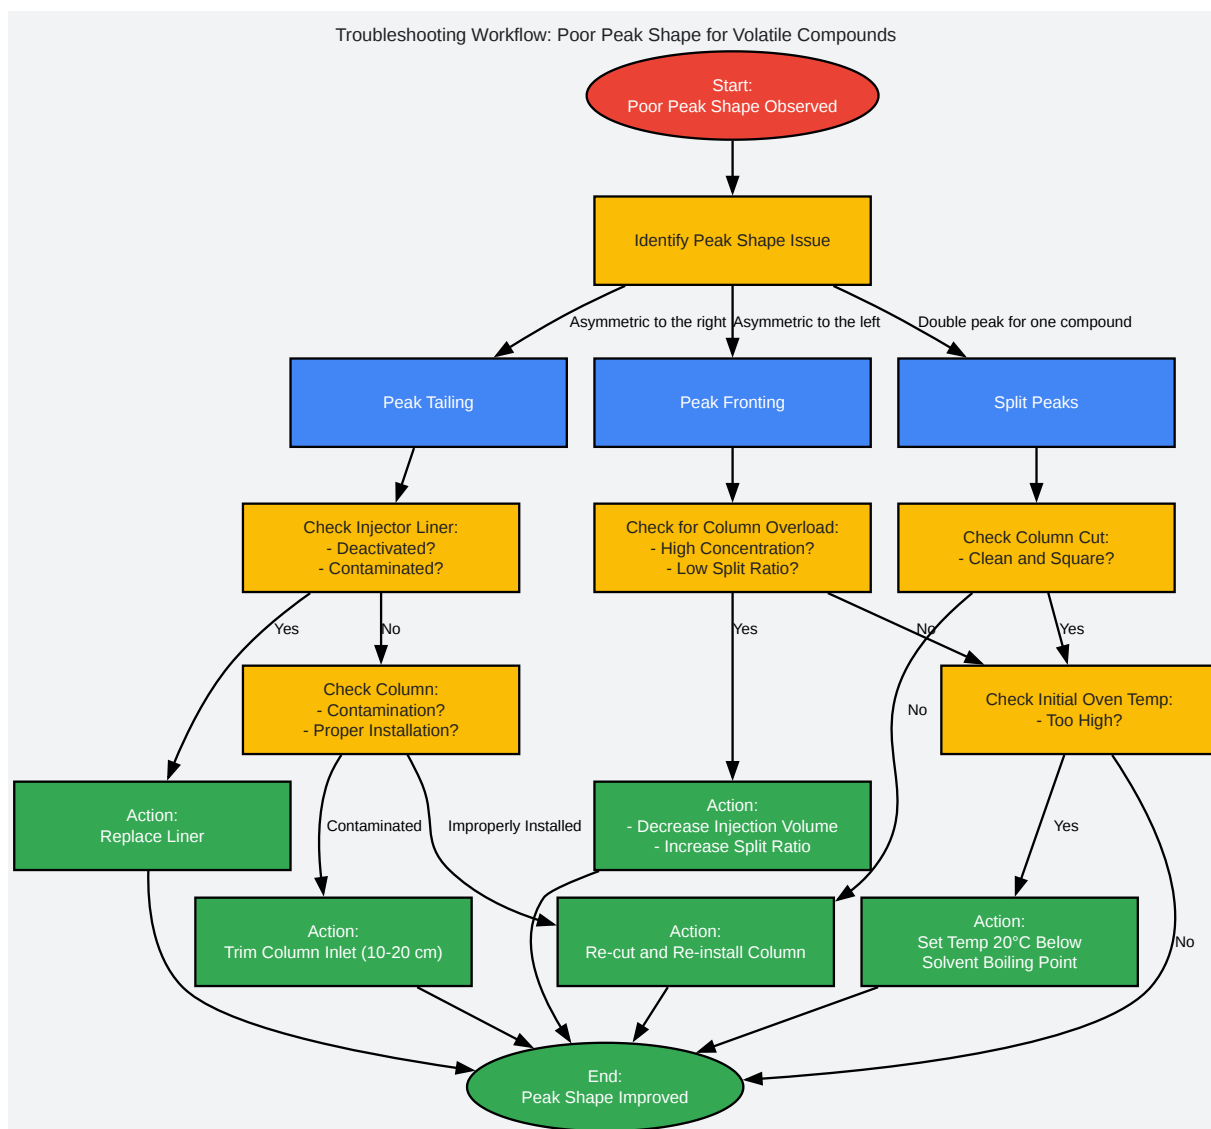 Troubleshooting Workflow: Poor Peak Shape for Volatile Compounds
Start:
Poor Peak Shape Observed
Identify Peak Shape Issue
Asymmetric to the right
Asymmetric to the left
Double peak for one compound
Peak Tailing
Peak Fronting
Split Peaks
Check Injector Liner:
- Deactivated?
- Contaminated?
Check for Column Overload:
- High Concentration?
- Low Split Ratio?
Check Column Cut:
- Clean and Square?
Yes
No
Yes
No
Yes
Check Column:
- Contamination?
- Proper Installation?
No
Check Initial Oven Temp:
- Too High?
Action:
Replace Liner
Contaminated
Improperly Installed
Action:
- Decrease Injection Volume
- Increase Split Ratio
Yes
Action:
Trim Column Inlet (10-20 cm)
Action:
Re-cut and Re-install Column
Action:
Set Temp 20°C Below
Solvent Boiling Point
No
End:
Peak Shape Improved